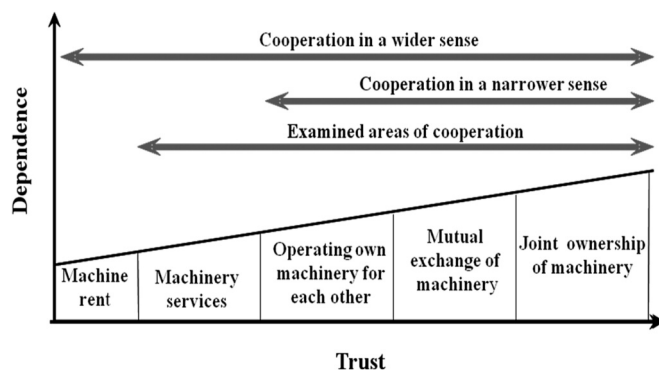 Cooperation in a wider sense
Cooperation in a narrower sense
Examined areas of cooperation
Dependence
Machine
rent
Machinery
services
Operating own
machinery for
each other
Mutual
exchange of
machinery
Joint ownership
of machinery
Trust